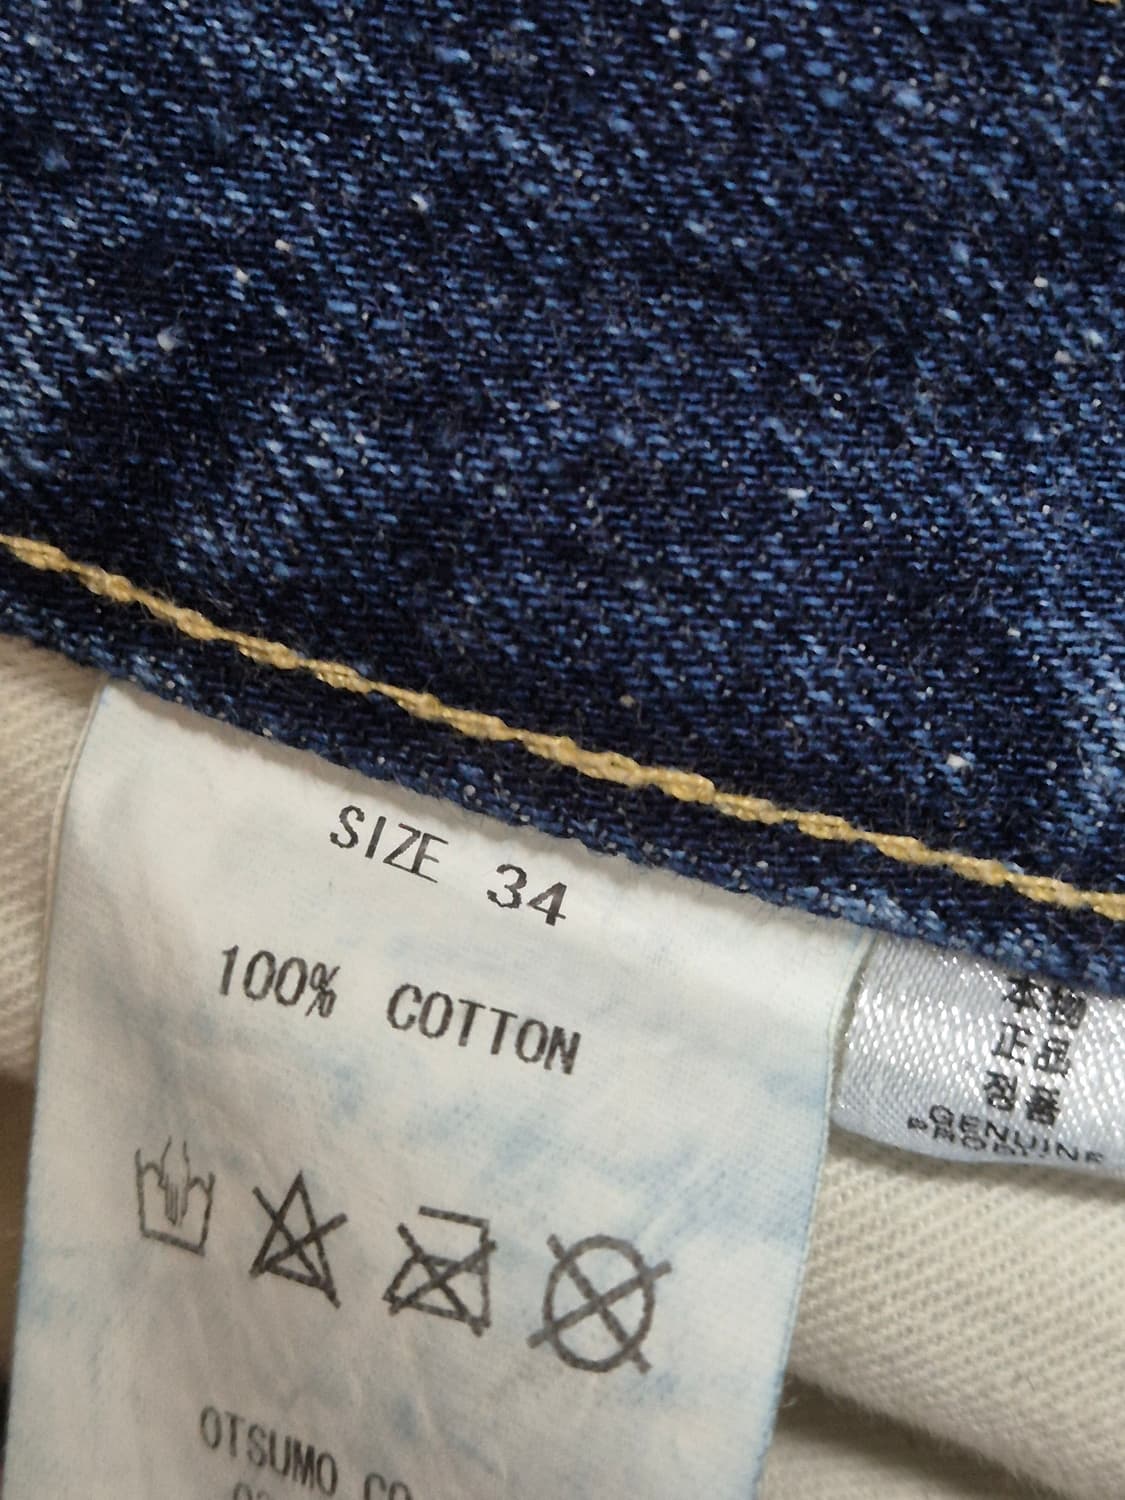 SIZE 34
100% COTTON
OTSUMO CO
本物
正品
정품
GENUINE